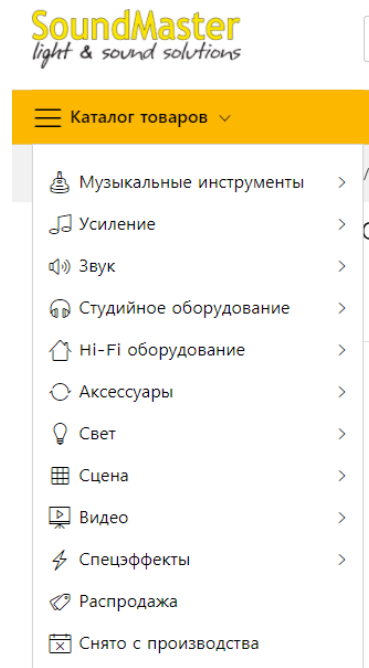 SoundMaster
light & sound solutions
Каталог товаров
Музыкальные инструменты
Усиление
Звук
Студийное оборудование
Hi-Fi оборудование
Аксессуары
Свет
Сцена
Видео
Спецэффекты
Распродажа
Снято с производства